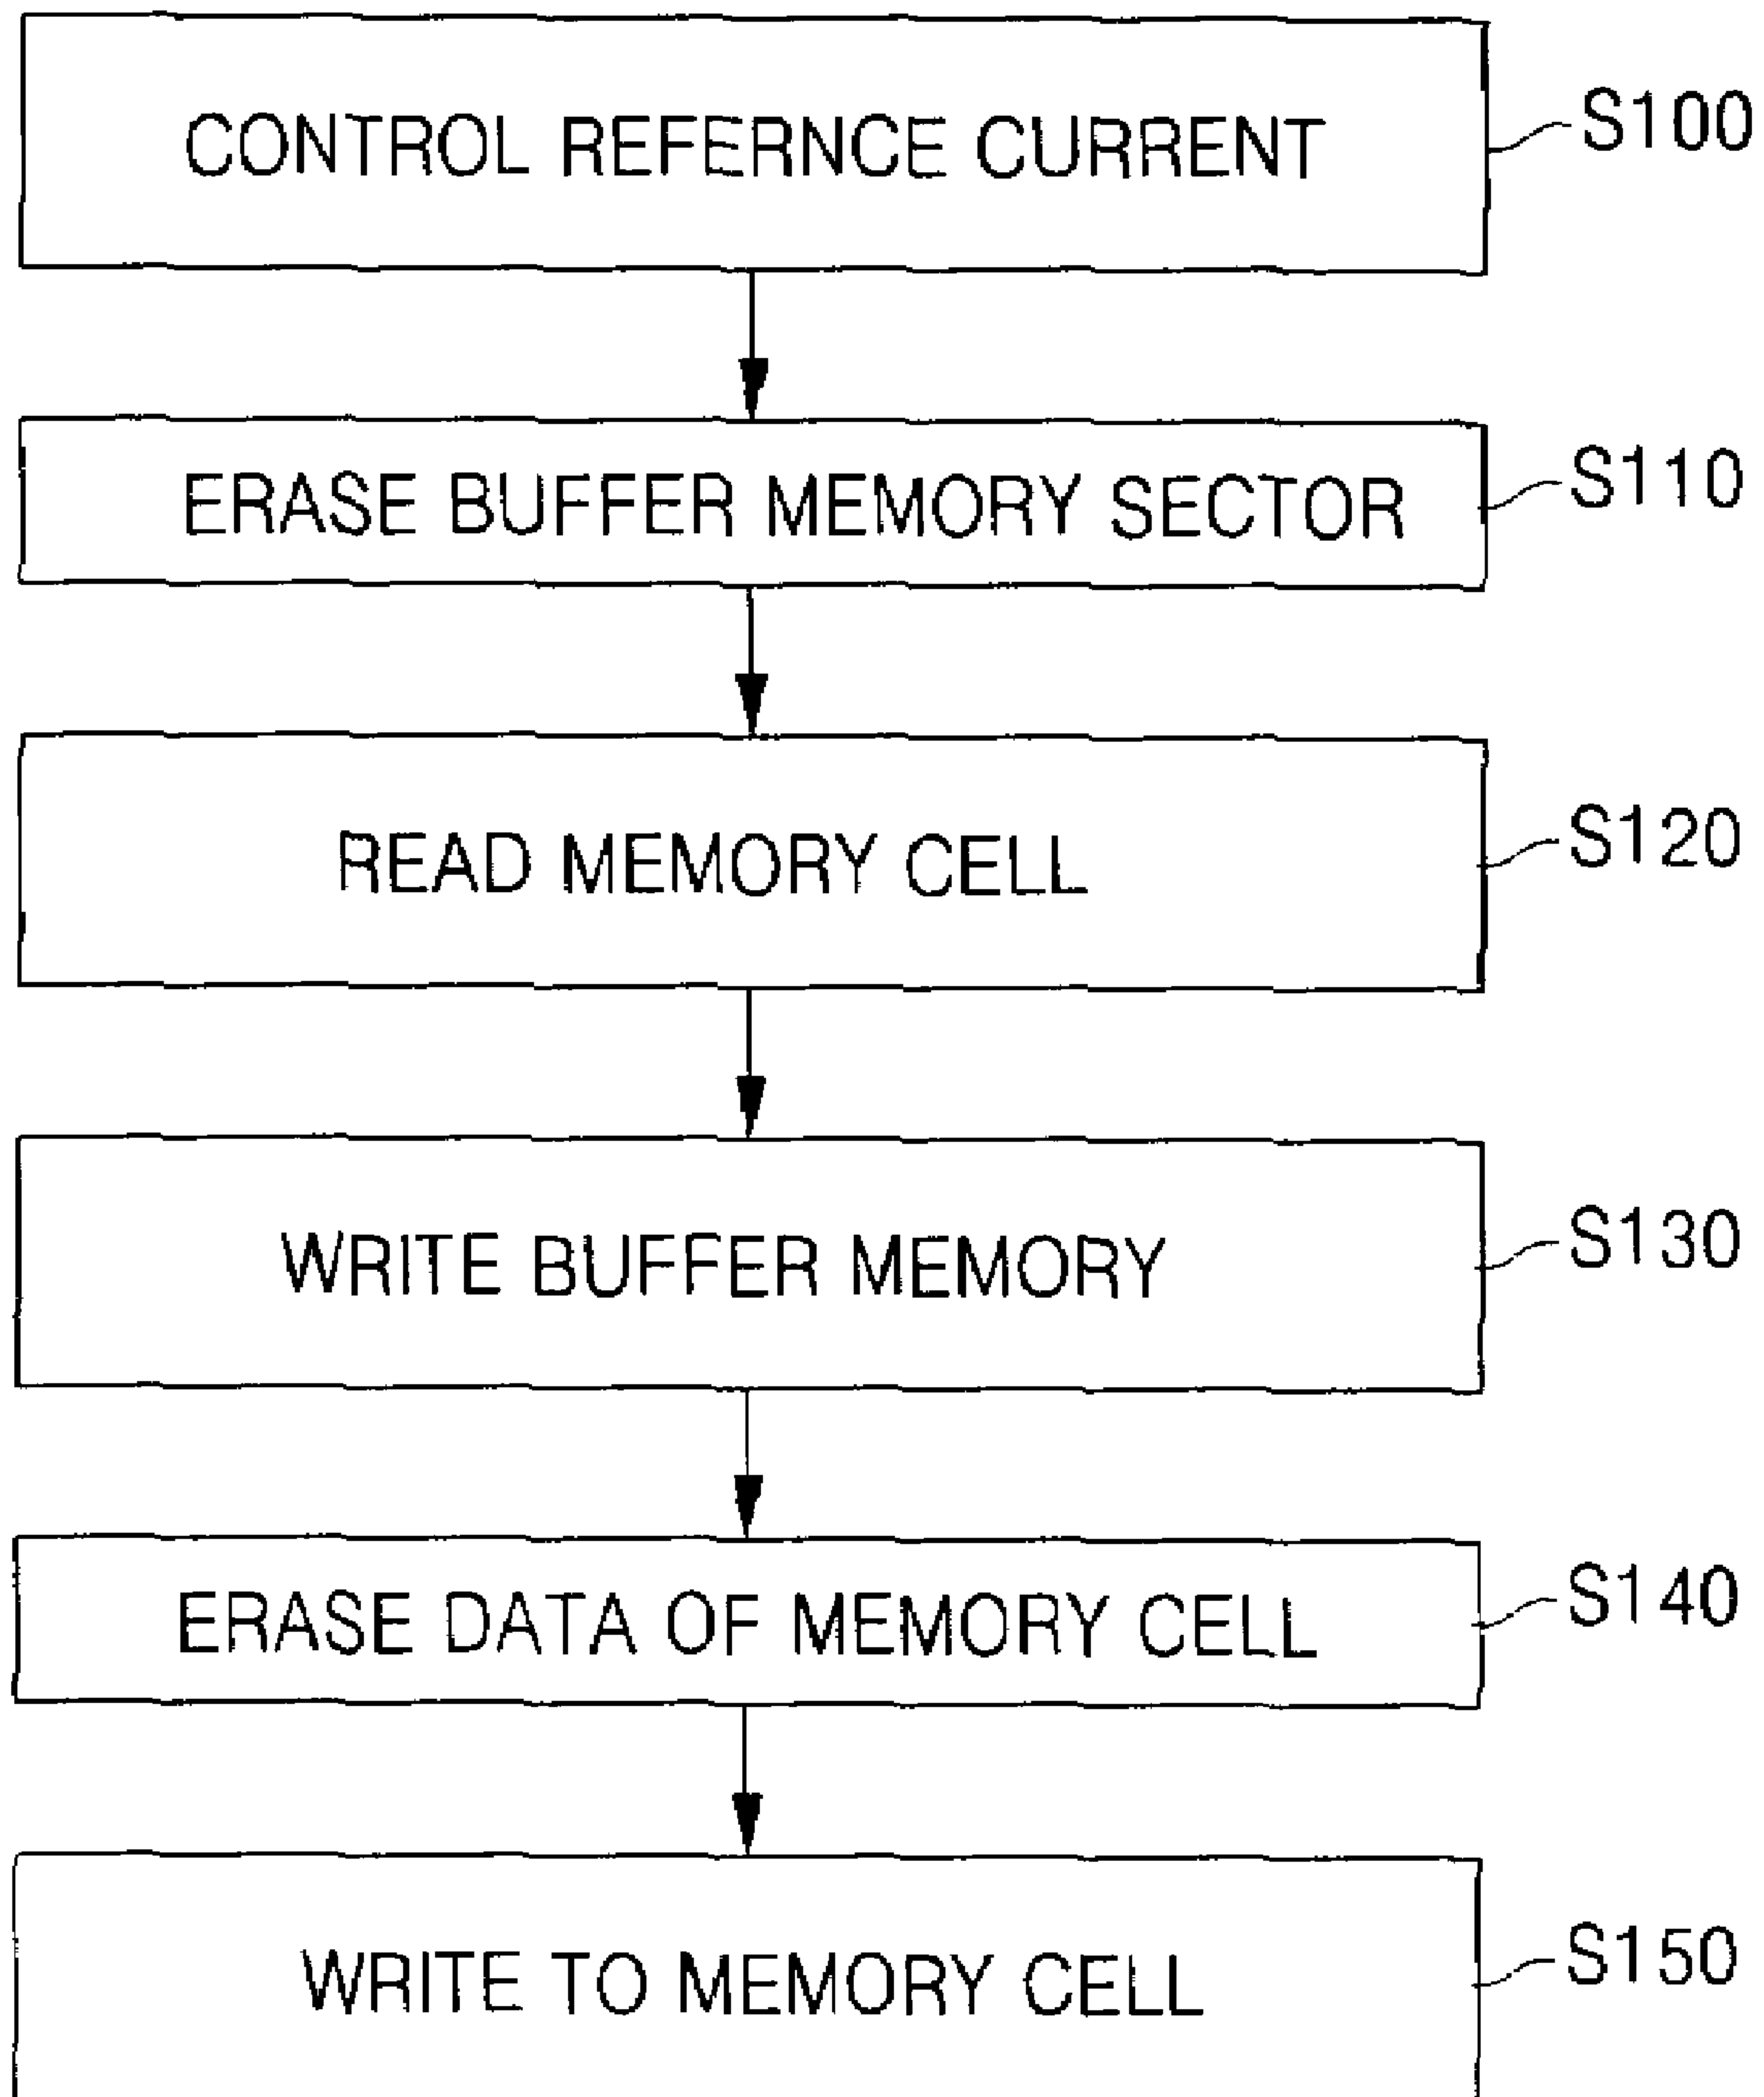 CONTROL REFERNCE CURRENT
S100
ERASE BUFFER MEMORY SECTOR
S110
READ MEMORY CELL
S120
WRITE BUFFER MEMORY
S130
ERASE DATA OF MEMORY CELL
S140
WRITE TO MEMORY CELL
S150